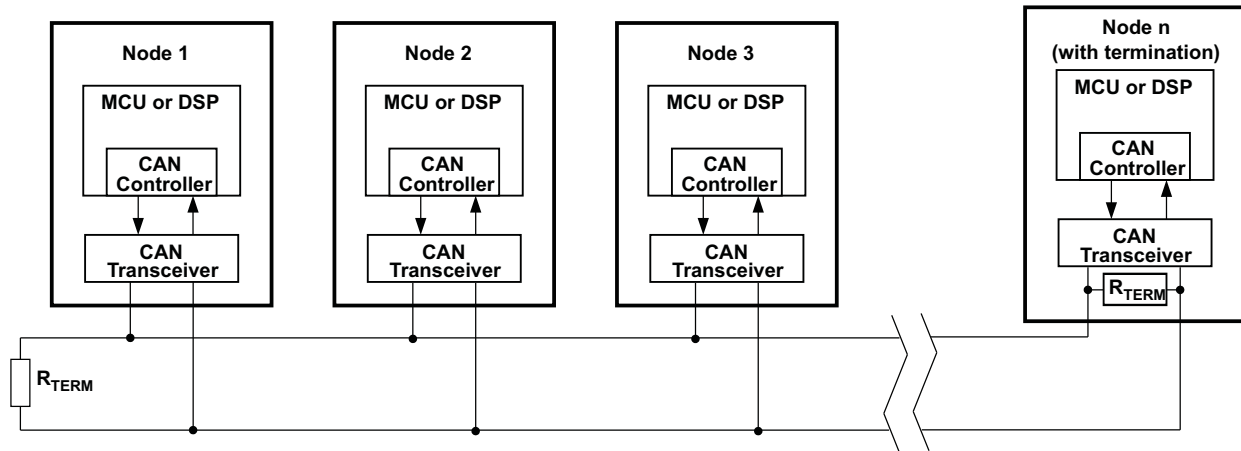 Node 1
MCU or DSP
CAN
Controller
CAN
Transceiver
Node 2
MCU or DSP
CAN
Controller
CAN
Transceiver
Node 3
MCU or DSP
CAN
Controller
CAN
Transceiver
Node n
(with termination)
MCU or DSP
CAN
Controller
CAN
Transceiver
RTERM
RTERM